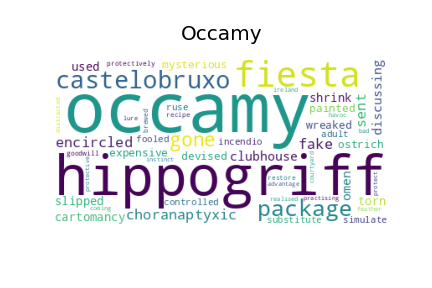 Occamy
used protectively mysterious fiesta
castelobruxo
ruse shrink discussing
lure brewed recipe ireland
distracted occamy painted sent havoc bad
encircled fooled gone incendio wreaked adult
fake ostrich
goodwill expensive instinct devised clubhouse
protective hippogriff restore advantage courtyard omen protect
slipped controlled realised practising torn
coming choranaptyxic package feather
cartomancy substitute simulate